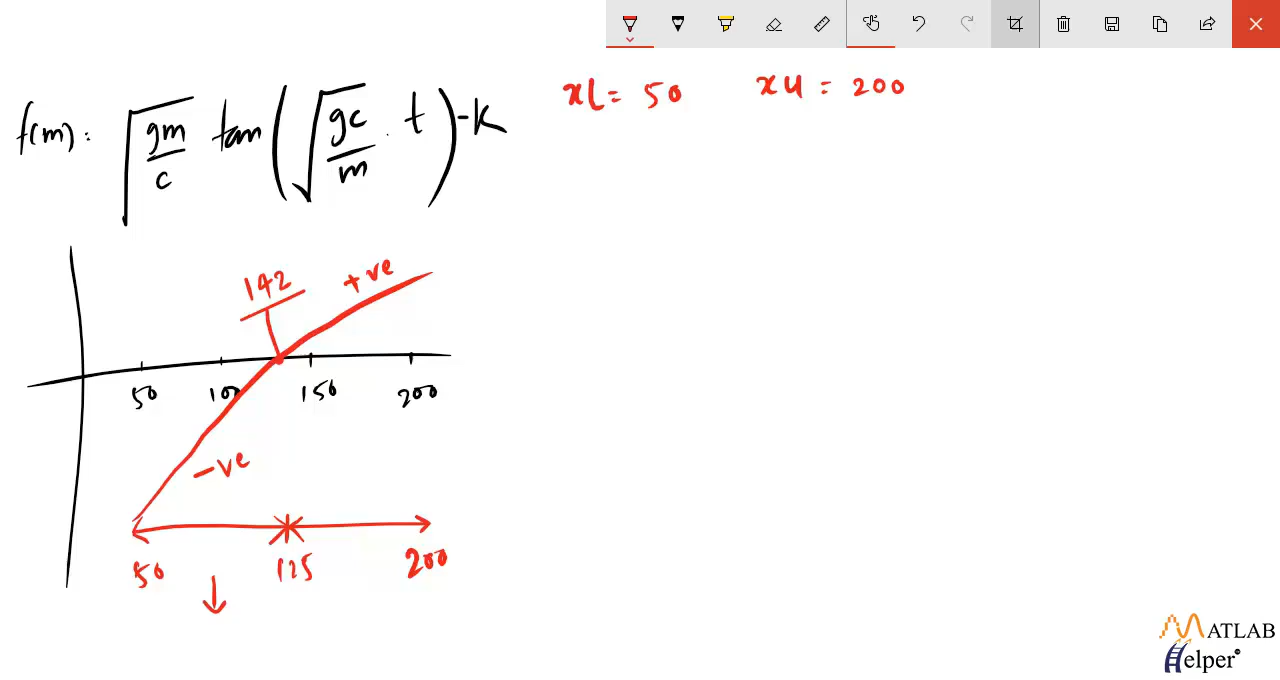 xL = 50 xu = 200
f(m) : √(gm/c) tan(√(gc/m) . t) - k
142
+ve
50 100 150 200
-ve
50 125 200
MATLAB
Helper